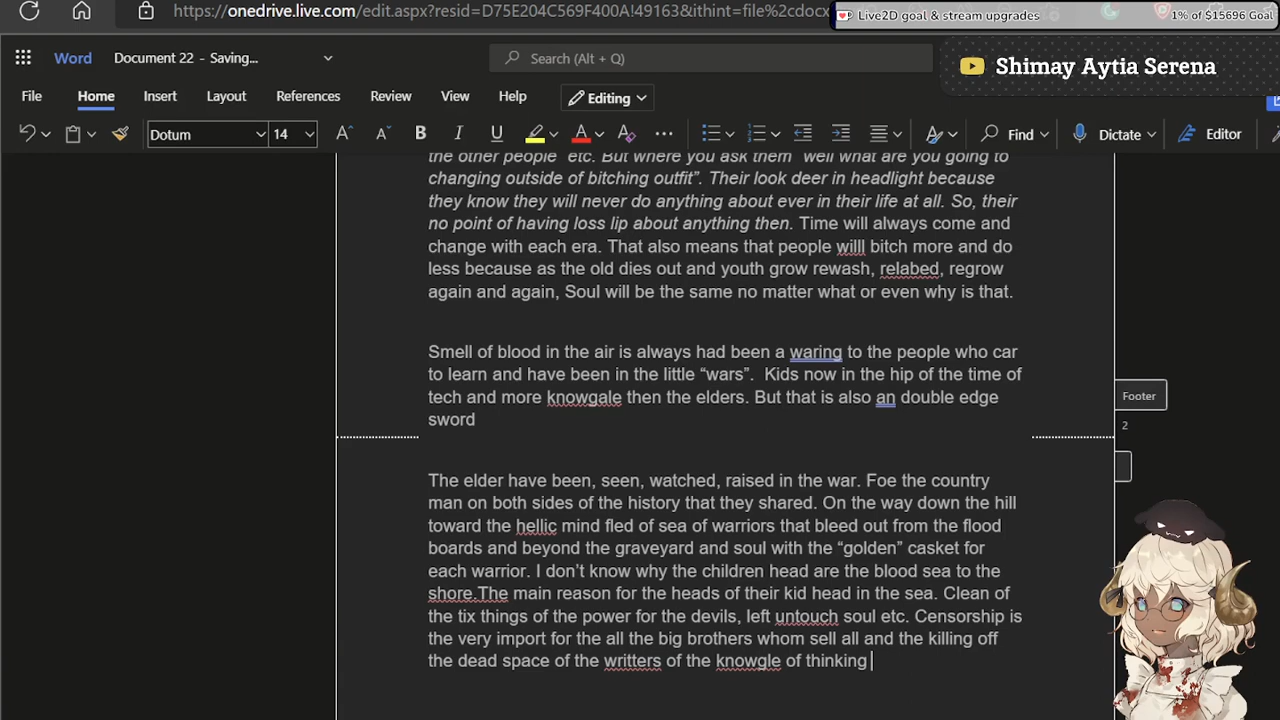 https://onedrive.live.com/edit.aspx?resid=D75E204C569F400A!49163&ithint=file%2cdocx
Live2D goal & stream upgrades
1% of $15696 Goal
Word
Document 22 - Saving...
Search (Alt + Q)
Shimay Aytia Serena
File
Home
Insert
Layout
References
Review
View
Help
Editing
Datum
14
Find
Dictate
Editor
the other people" etc. But where you ask them "well what are you going to
changing outside of bitching outfit". Their look deer in headlight because
they know they will never do anything about ever in their life at all. So, their
no point of having loss lip about anything then. Time will always come and
change with each era. That also means that people willl bitch more and do
less because as the old dies out and youth grow rewash, relabed, regrow
again and again, Soul will be the same no matter what or even why is that.
Smell of blood in the air is always had been a waring to the people who car
to learn and have been in the little “wars”.  Kids now in the hip of the time of
tech and more knowgale then the elders. But that is also an double edge
sword
Footer
2
The elder have been, seen, watched, raised in the war. Foe the country
man on both sides of the history that they shared. On the way down the hill
toward the hellic mind fled of sea of warriors that bleed out from the flood
boards and beyond the graveyard and soul with the “golden” casket for
each warrior. I don’t know why the children head are the blood sea to the
shore.The main reason for the heads of their kid head in the sea. Clean of
the tix things of the power for the devils, left untouch soul etc. Censorship is
the very import for the all the big brothers whom sell all and the killing off
the dead space of the writters of the knowgle of thinking